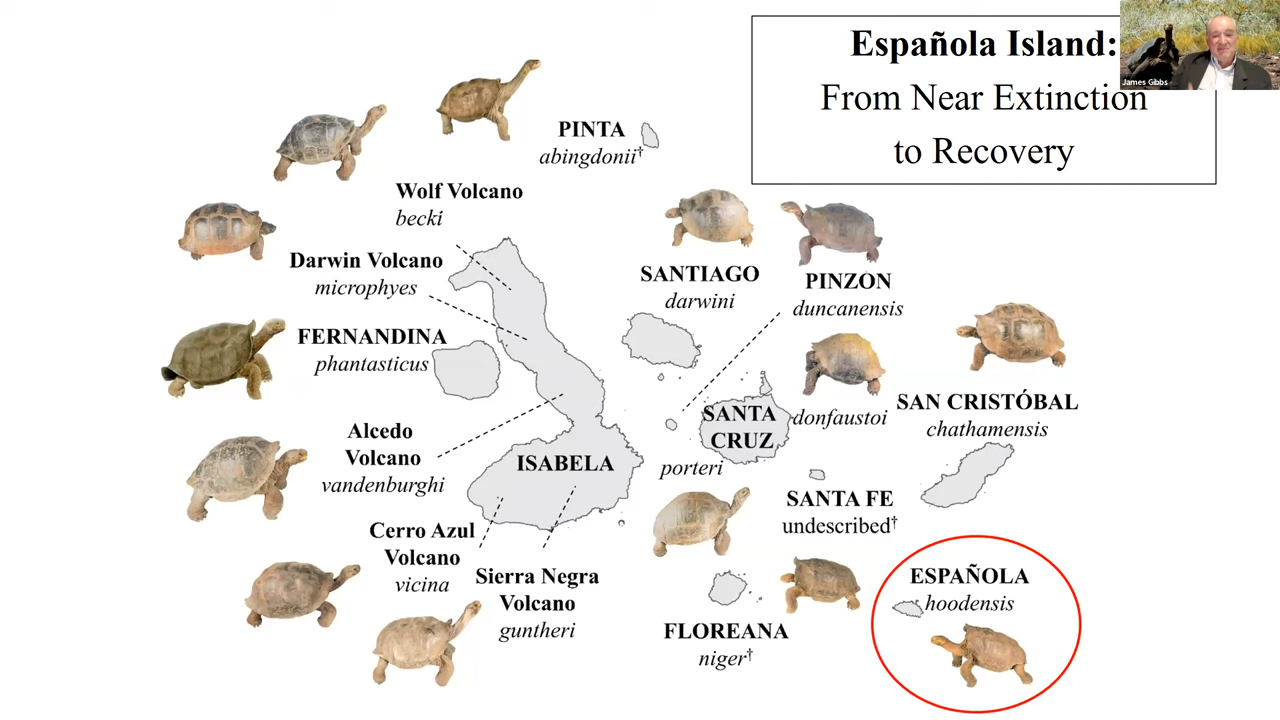 Española Island:
From Near Extinction
to Recovery
James Gibbs
PINTA
abingdonii†
Wolf Volcano
becki
Darwin Volcano
microphyes
FERNANDINA
phantasticus
Alcedo
Volcano
vandenburghi
ISABELA
Cerro Azul
Volcano
vicina
Sierra Negra
Volcano
guntheri
SANTIAGO
darwini
PINZON
duncanensis
SANTA
CRUZ
donfaustoi
porteri
SAN CRISTÓBAL
chathamensis
SANTA FE
undescribed†
FLOREANA
niger†
ESPAÑOLA
hoodensis